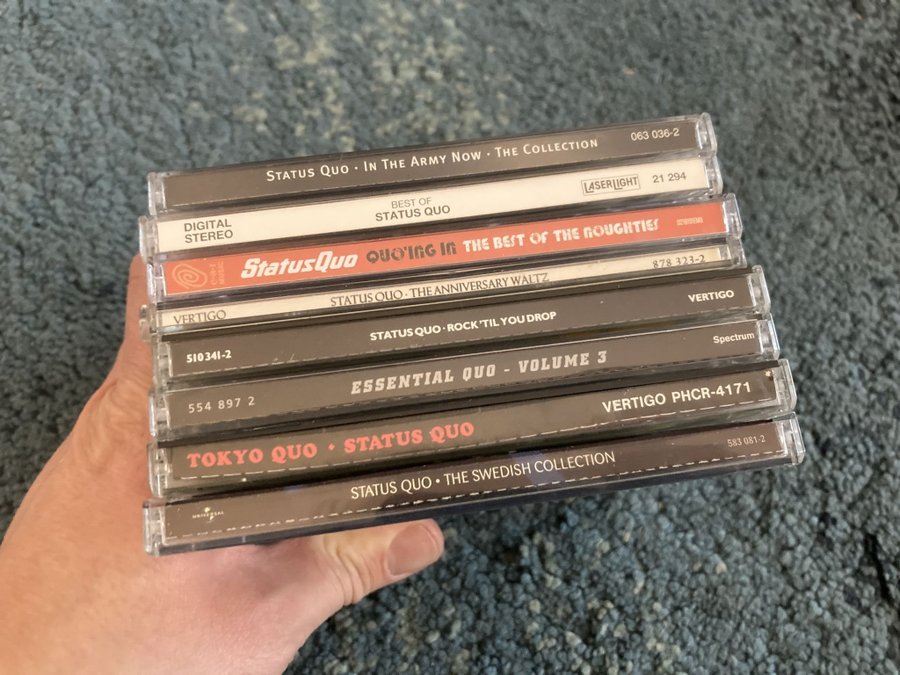 STATUS QUO · IN THE ARMY NOW · THE COLLECTION 063 036-2
DIGITAL STEREO
BEST OF
STATUS QUO
LASERLIGHT 21 294
StatusQuo QUO'ING IN THE BEST OF THE NOUGHTIES
VERTIGO STATUS QUO · THE ANNIVERSARY WALTZ 878 323-2
510 341-2 STATUS QUO · ROCK 'TIL YOU DROP VERTIGO
554 897 2 ESSENTIAL QUO - VOLUME 3 Spectrum
TOKYO QUO · STATUS QUO VERTIGO PHCR-4171
UNIVERSAL STATUS QUO • THE SWEDISH COLLECTION 583 081-2